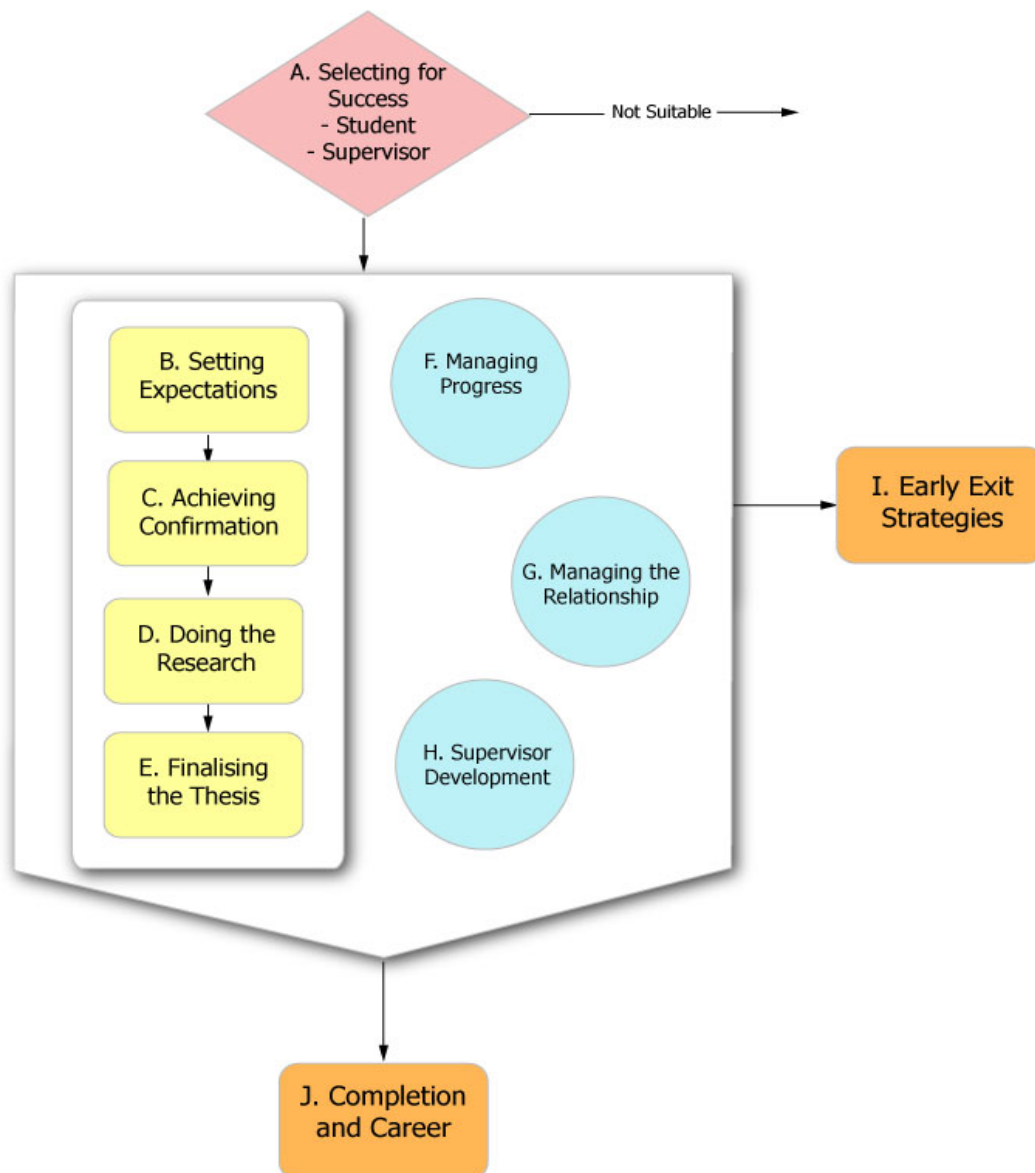 A. Selecting for
Success
- Student
- Supervisor
Not Suitable
B. Setting
Expectations
C. Achieving
Confirmation
D. Doing the
Research
E. Finalising
the Thesis
F. Managing
Progress
G. Managing the
Relationship
H. Supervisor
Development
I. Early Exit
Strategies
J. Completion
and Career